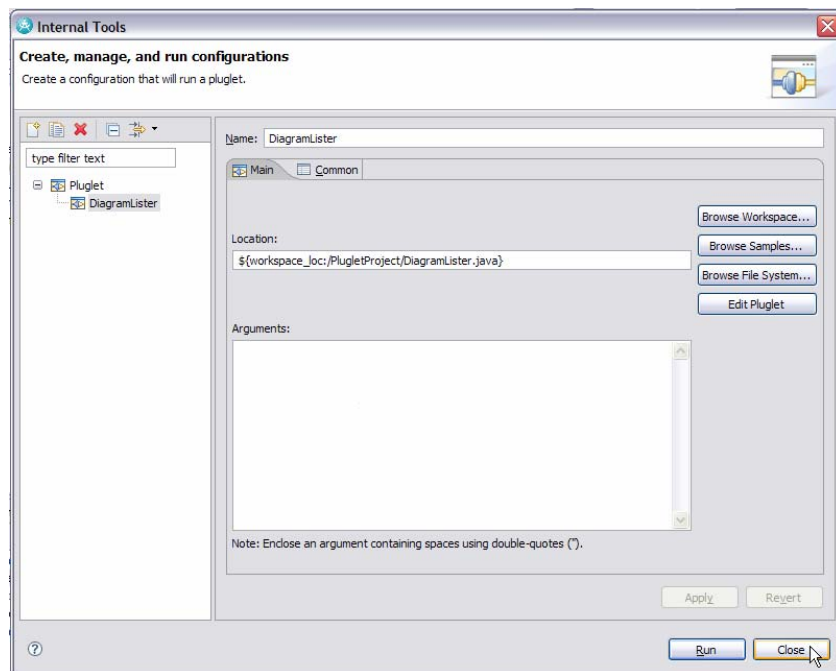 Internal Tools
Create, manage, and run configurations
Create a configuration that will run a pluglet.
type filter text
Pluglet
DiagramLister
Name: DiagramLister
Main
Common
Browse Workspace...
Location:
Browse Samples...
${workspace_loc:/PlugletProject/DiagramLister.java}
Browse File System...
Edit Pluglet
Arguments:
Note: Enclose an argument containing spaces using double-quotes (").
Apply
Revert
Run
Close